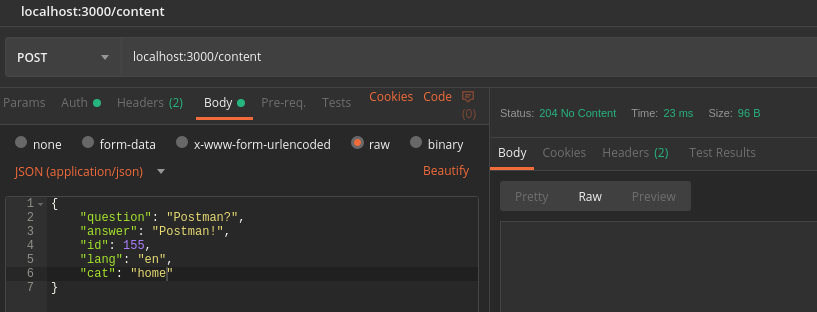 localhost:3000/content
POST localhost:3000/content
Params Auth Headers (2) Body Pre-req. Tests Cookies Code (0)
none form-data x-www-form-urlencoded raw binary
JSON (application/json) Beautify
1 {
2 "question": "Postman?",
3 "answer": "Postman!",
4 "id": 155,
5 "lang": "en",
6 "cat": "home"
7 }
Status: 204 No Content Time: 23 ms Size: 96 B
Body Cookies Headers (2) Test Results
Pretty Raw Preview